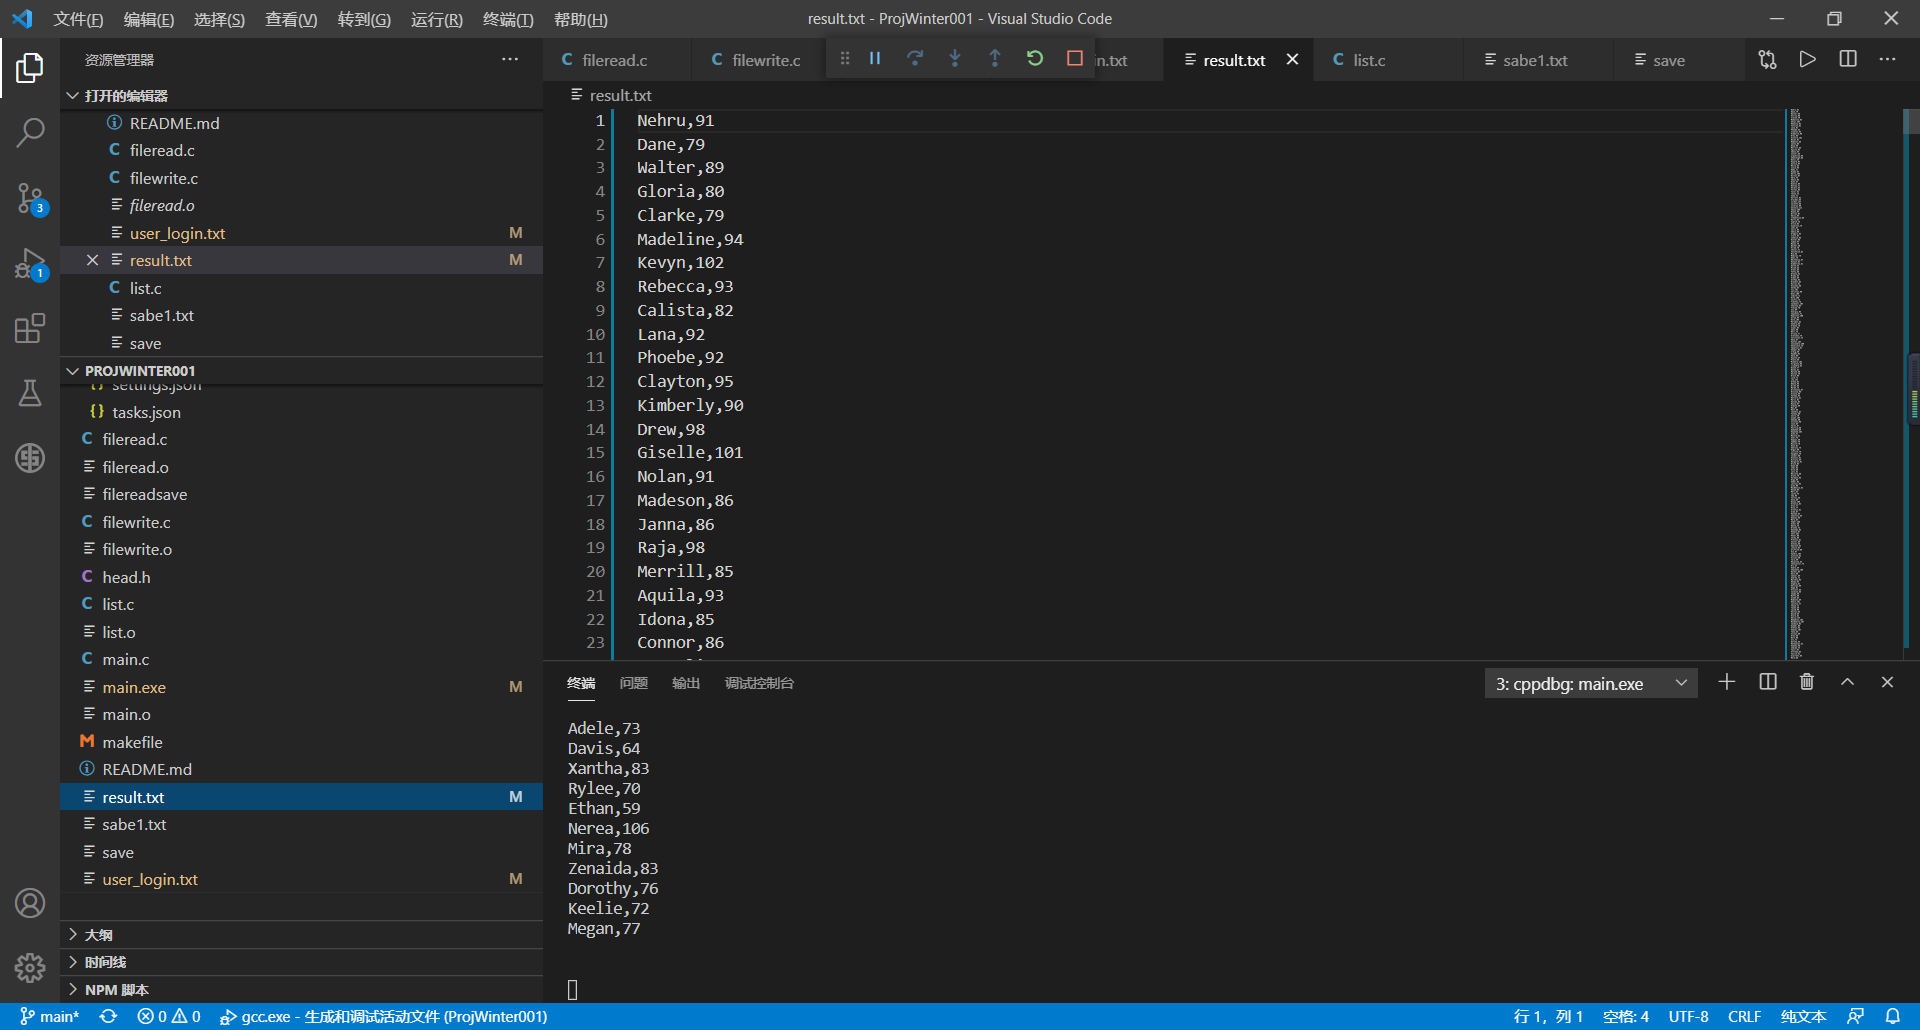 文件(F) 编辑(E) 选择(S) 查看(V) 转到(G) 运行(R) 终端(T) 帮助(H) result.txt - ProjWinter001 - Visual Studio Code
资源管理器
fileread.c filewrite.c in.txt result.txt list.c sabe1.txt save
打开的编辑器
README.md
fileread.c
filewrite.c
fileread.o
user_login.txt M
result.txt M
list.c
sabe1.txt
save
PROJWINTER001
settings.json
tasks.json
fileread.c
fileread.o
filereadsave
filewrite.c
filewrite.o
head.h
list.c
list.o
main.c
main.exe M
main.o
makefile
README.md
result.txt M
sabe1.txt
save
user_login.txt M
大纲
时间线
NPM 脚本
3
1
result.txt
1 Nehru,91
2 Dane,79
3 Walter,89
4 Gloria,80
5 Clarke,79
6 Madeline,94
7 Kevyn,102
8 Rebecca,93
9 Calista,82
10 Lana,92
11 Phoebe,92
12 Clayton,95
13 Kimberly,90
14 Drew,98
15 Giselle,101
16 Nolan,91
17 Madeson,86
18 Janna,86
19 Raja,98
20 Merrill,85
21 Aquila,93
22 Idona,85
23 Connor,86
终端 问题 输出 调试控制台 3: cppdbg: main.exe
Adele,73
Davis,64
Xantha,83
Rylee,70
Ethan,59
Nerea,106
Mira,78
Zenaida,83
Dorothy,76
Keelie,72
Megan,77
main* 0 0 gcc.exe - 生成和调试活动文件 (ProjWinter001) 行 1，列 1 空格: 4 UTF-8 CRLF 纯文本